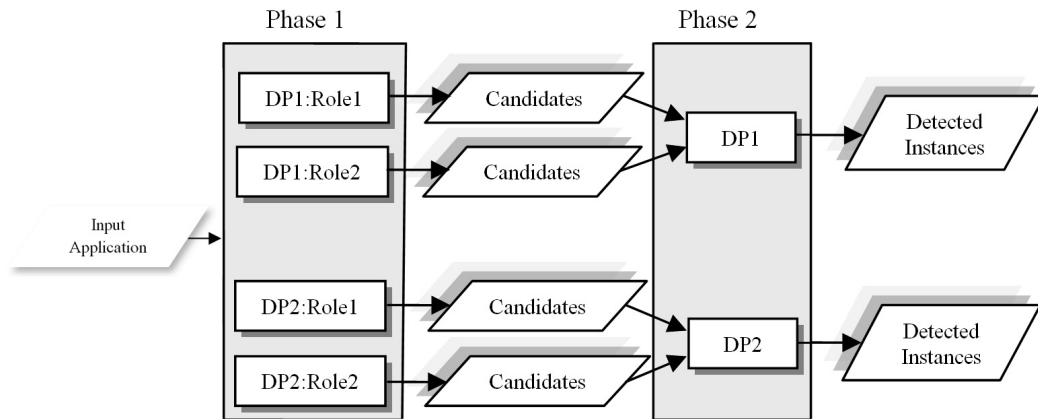 Phase 1
Phase 2
DP1:Role1
Candidates
DP1:Role2
Candidates
DP1
Detected
Instances
Input
Application
DP2:Role1
Candidates
DP2:Role2
Candidates
DP2
Detected
Instances